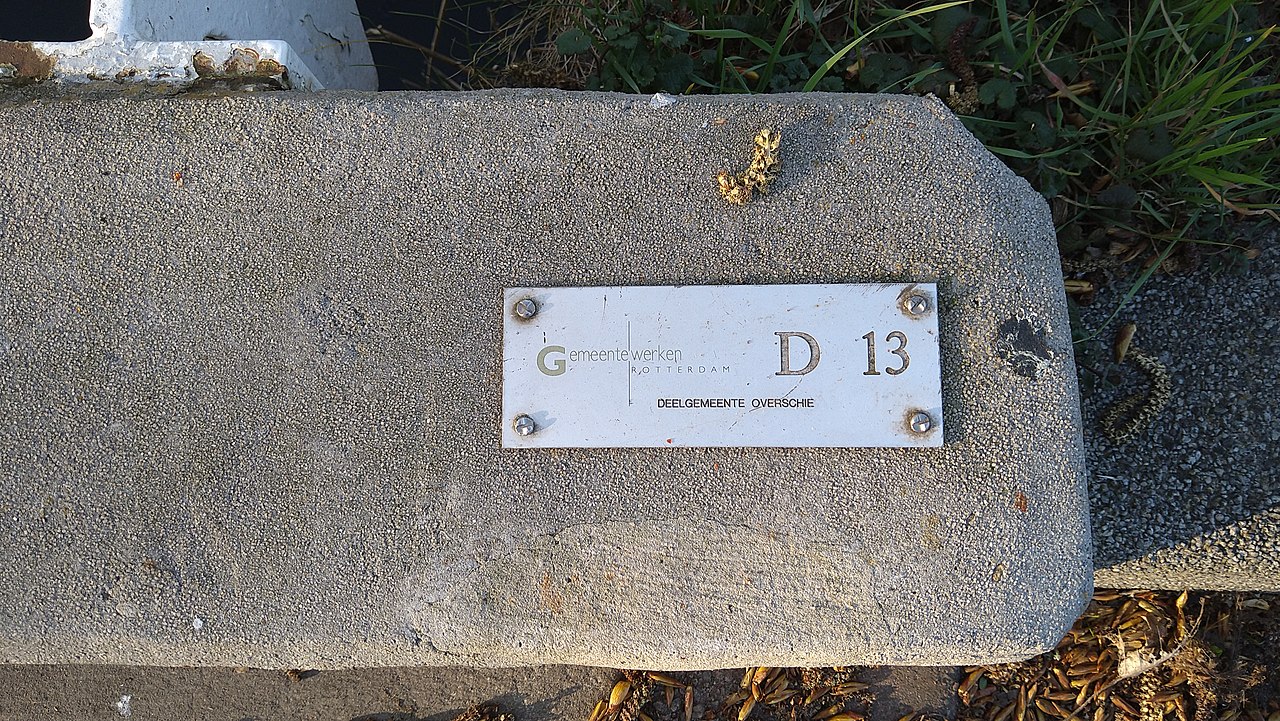 Gemeentewerken D 13
ROTTERDAM
DEELGEMEENTE OVERSCHIE